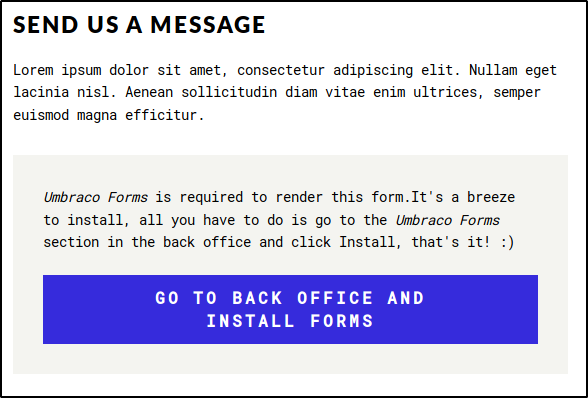 SEND US A MESSAGE
Lorem ipsum dolor sit amet, consectetur adipiscing elit. Nullam eget
lacinia nisl. Aenean sollicitudin diam vitae enim ultrices, semper
euismod magna efficitur.
Umbraco Forms is required to render this form.It's a breeze
to install, all you have to do is go to the Umbraco Forms
section in the back office and click Install, that's it! :)
GO TO BACK OFFICE AND
INSTALL FORMS